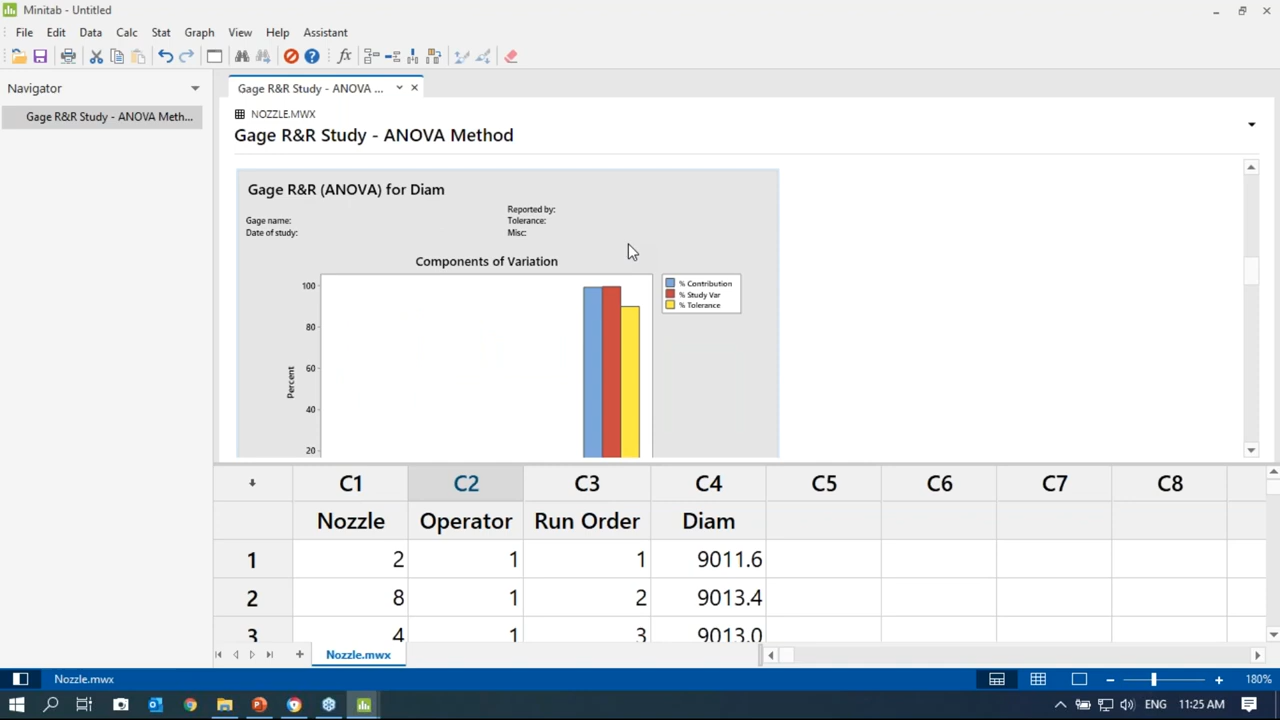 Minitab - Untitled
File Edit Data Calc Stat Graph View Help Assistant
fx
Navigator
Gage R&R Study - ANOVA Meth...
Gage R&R Study - ANOVA ...
NOZZLE.MWX
Gage R&R Study - ANOVA Method
Gage R&R (ANOVA) for Diam
Gage name:
Date of study:
Reported by:
Tolerance:
Misc:
Components of Variation
% Contribution
% Study Var
% Tolerance
100
80
60
40
20
Percent
C1 C2 C3 C4 C5 C6 C7 C8
Nozzle Operator Run Order Diam
1 2 1 1 9011.6
2 8 1 2 9013.4
3 4 1 3 9013.0
Nozzle.mwx
Nozzle.mwx
180%
ENG 11:25 AM